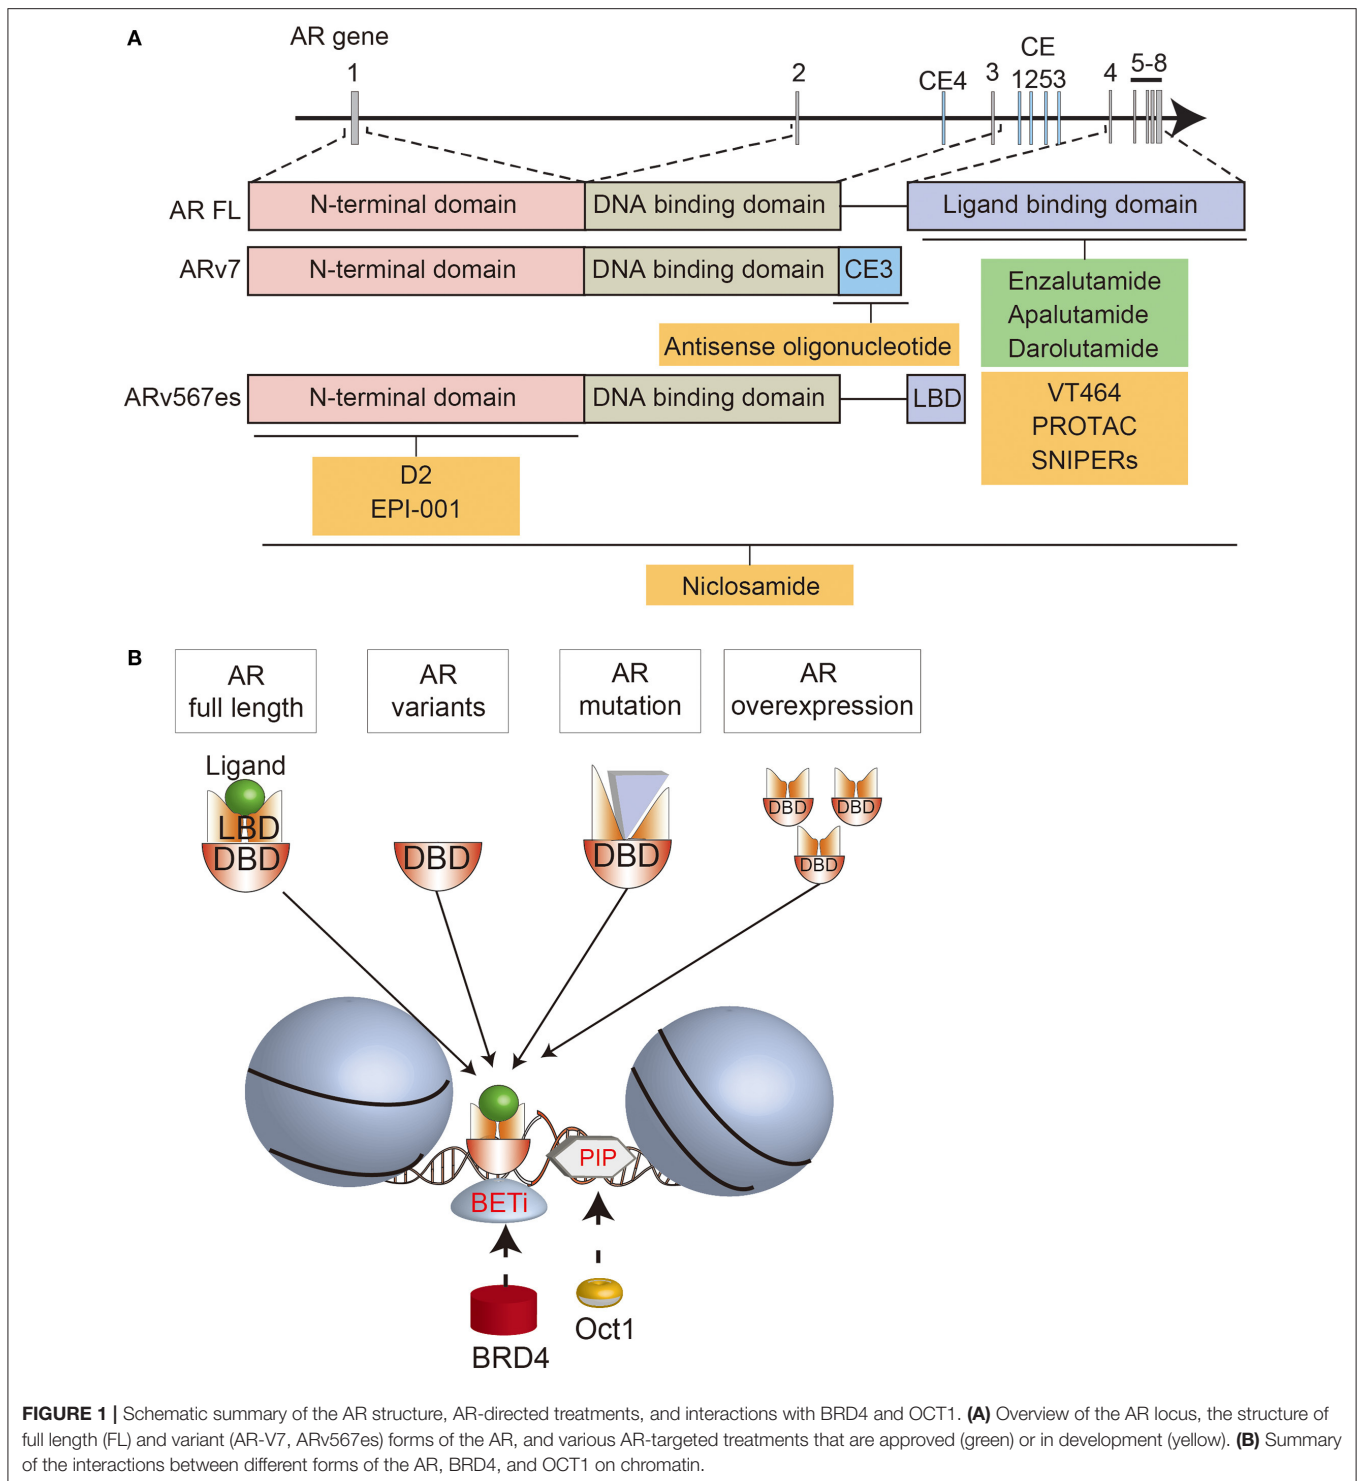 A
AR gene
1
2
CE4
3
CE
1253
4
5-8
AR FL
N-terminal domain
DNA binding domain
Ligand binding domain
ARv7
N-terminal domain
DNA binding domain
CE3
Antisense oligonucleotide
Enzalutamide
Apalutamide
Darolutamide
ARv567es
N-terminal domain
DNA binding domain
LBD
VT464
PROTAC
SNIPERs
D2
EPI-001
Niclosamide
B
AR
full length
AR
variants
AR
mutation
AR
overexpression
Ligand
LBD
DBD
DBD
DBD
DBD
DBD
DBD
PIP
BETi
Oct1
BRD4
FIGURE 1 | Schematic summary of the AR structure, AR-directed treatments, and interactions with BRD4 and OCT1. (A) Overview of the AR locus, the structure of
full length (FL) and variant (AR-V7, ARv567es) forms of the AR, and various AR-targeted treatments that are approved (green) or in development (yellow). (B) Summary
of the interactions between different forms of the AR, BRD4, and OCT1 on chromatin.